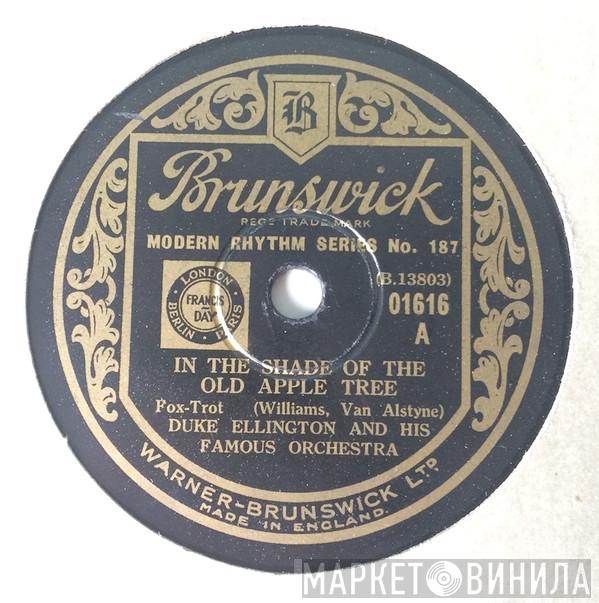 B
Brunswick
REGD TRADE MARK
MODERN RHYTHM SERIES No. 187
(B.13803)
01616
A
LONDON
FRANCIS
DAY
BERLIN PARIS
IN THE SHADE OF THE
OLD APPLE TREE
Fox-Trot (Williams, Van Alstyne)
DUKE ELLINGTON AND HIS
FAMOUS ORCHESTRA
WARNER-BRUNSWICK LTD.
MADE IN ENGLAND.
МАРКЕТ ВИНИЛА